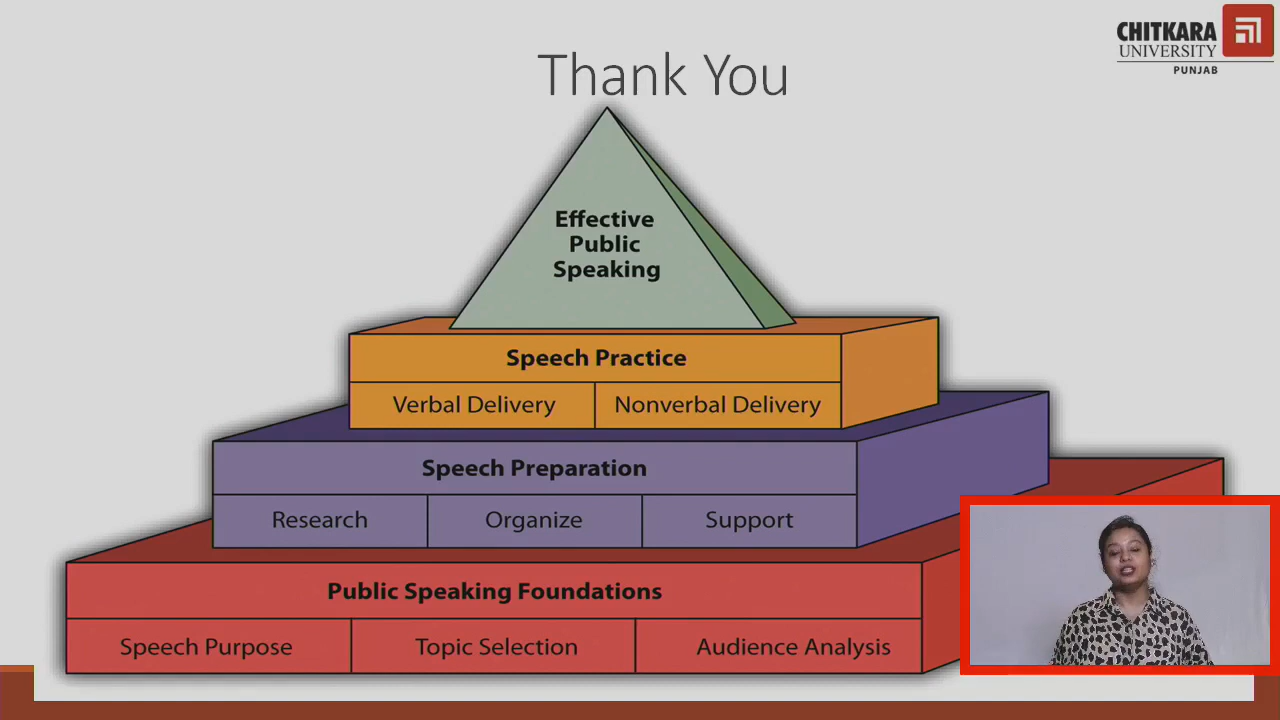 CHITKARA
UNIVERSITY
PUNJAB
Thank You
Effective
Public
Speaking
Speech Practice
Verbal Delivery
Nonverbal Delivery
Speech Preparation
Research
Organize
Support
Public Speaking Foundations
Speech Purpose
Topic Selection
Audience Analysis